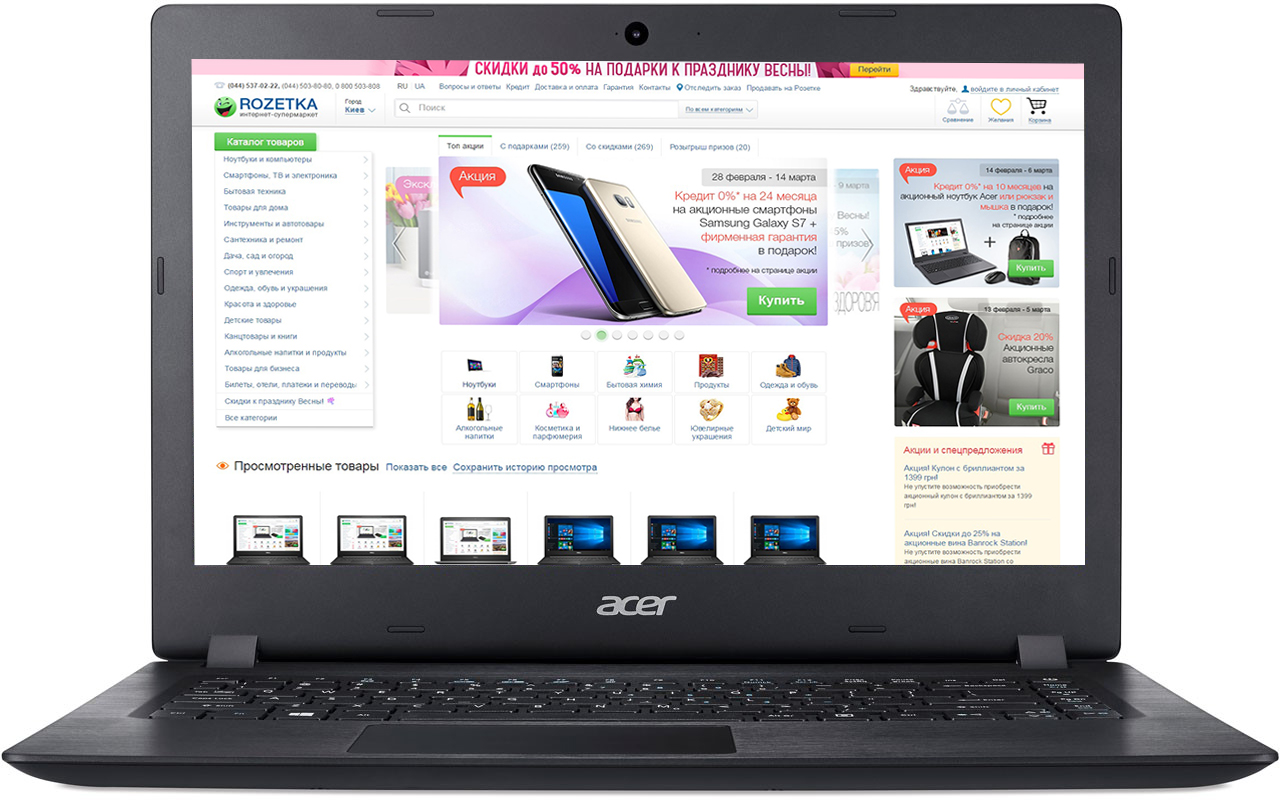 СКИДКИ до 50% НА ПОДАРКИ К ПРАЗДНИКУ ВЕСНЫ!
Перейти
(044) 537-02-22, (044) 503-80-80, 0 800 503-808
RU UA
Вопросы и ответы Кредит Доставка и оплата Гарантия Контакты Отследить заказ Продавать на Розетке
Здравствуйте, войдите в личный кабинет
ROZETKA
интернет-супермаркет
Город
Киев
Поиск
По всем категориям
Сравнение
Желания
Корзина
Каталог товаров
Ноутбуки и компьютеры
Смартфоны, ТВ и электроника
Бытовая техника
Товары для дома
Инструменты и автотовары
Сантехника и ремонт
Дача, сад и огород
Спорт и увлечения
Одежда, обувь и украшения
Красота и здоровье
Детские товары
Канцтовары и книги
Алкогольные напитки и продукты
Товары для бизнеса
Билеты, отели, платежи и переводы
Скидки к празднику Весны!
Все категории
Топ акции
С подарками (259)
Со скидками (269)
Розыгрыш призов (20)
Акция
28 февраля - 14 марта
Кредит 0%* на 24 месяца
на акционные смартфоны
Samsung Galaxy S7 +
фирменная гарантия
в подарок!
* подробнее на странице акции
Купить
9 марта
Весны!
5%
призов
ЗДОРОВЯ
Акция
14 февраля - 6 марта
Кредит 0%* на 10 месяцев на
акционный ноутбук Acer или рюкзак и
мышка в подарок!
* подробнее
на странице акции
+
Купить
Акция
13 февраля - 5 марта
Скидка 20%
Акционные
автокресла
Graco
Купить
Ноутбуки
Смартфоны
Бытовая химия
Продукты
Одежда и обувь
Алкогольные
напитки
Косметика и
парфюмерия
Нижнее белье
Ювелирные
украшения
Детский мир
Просмотренные товары
Показать все
Сохранить историю просмотра
Акции и спецпредложения
Акция! Купон с бриллиантом за
1399 грн!
Не упустите возможность приобрести
акционный купон с бриллиантом за 1399
грн!
Акция! Скидки до 25% на
акционные вина Banrock Station!
Не упустите возможность приобрести
акционные вина Banrock Station со
acer